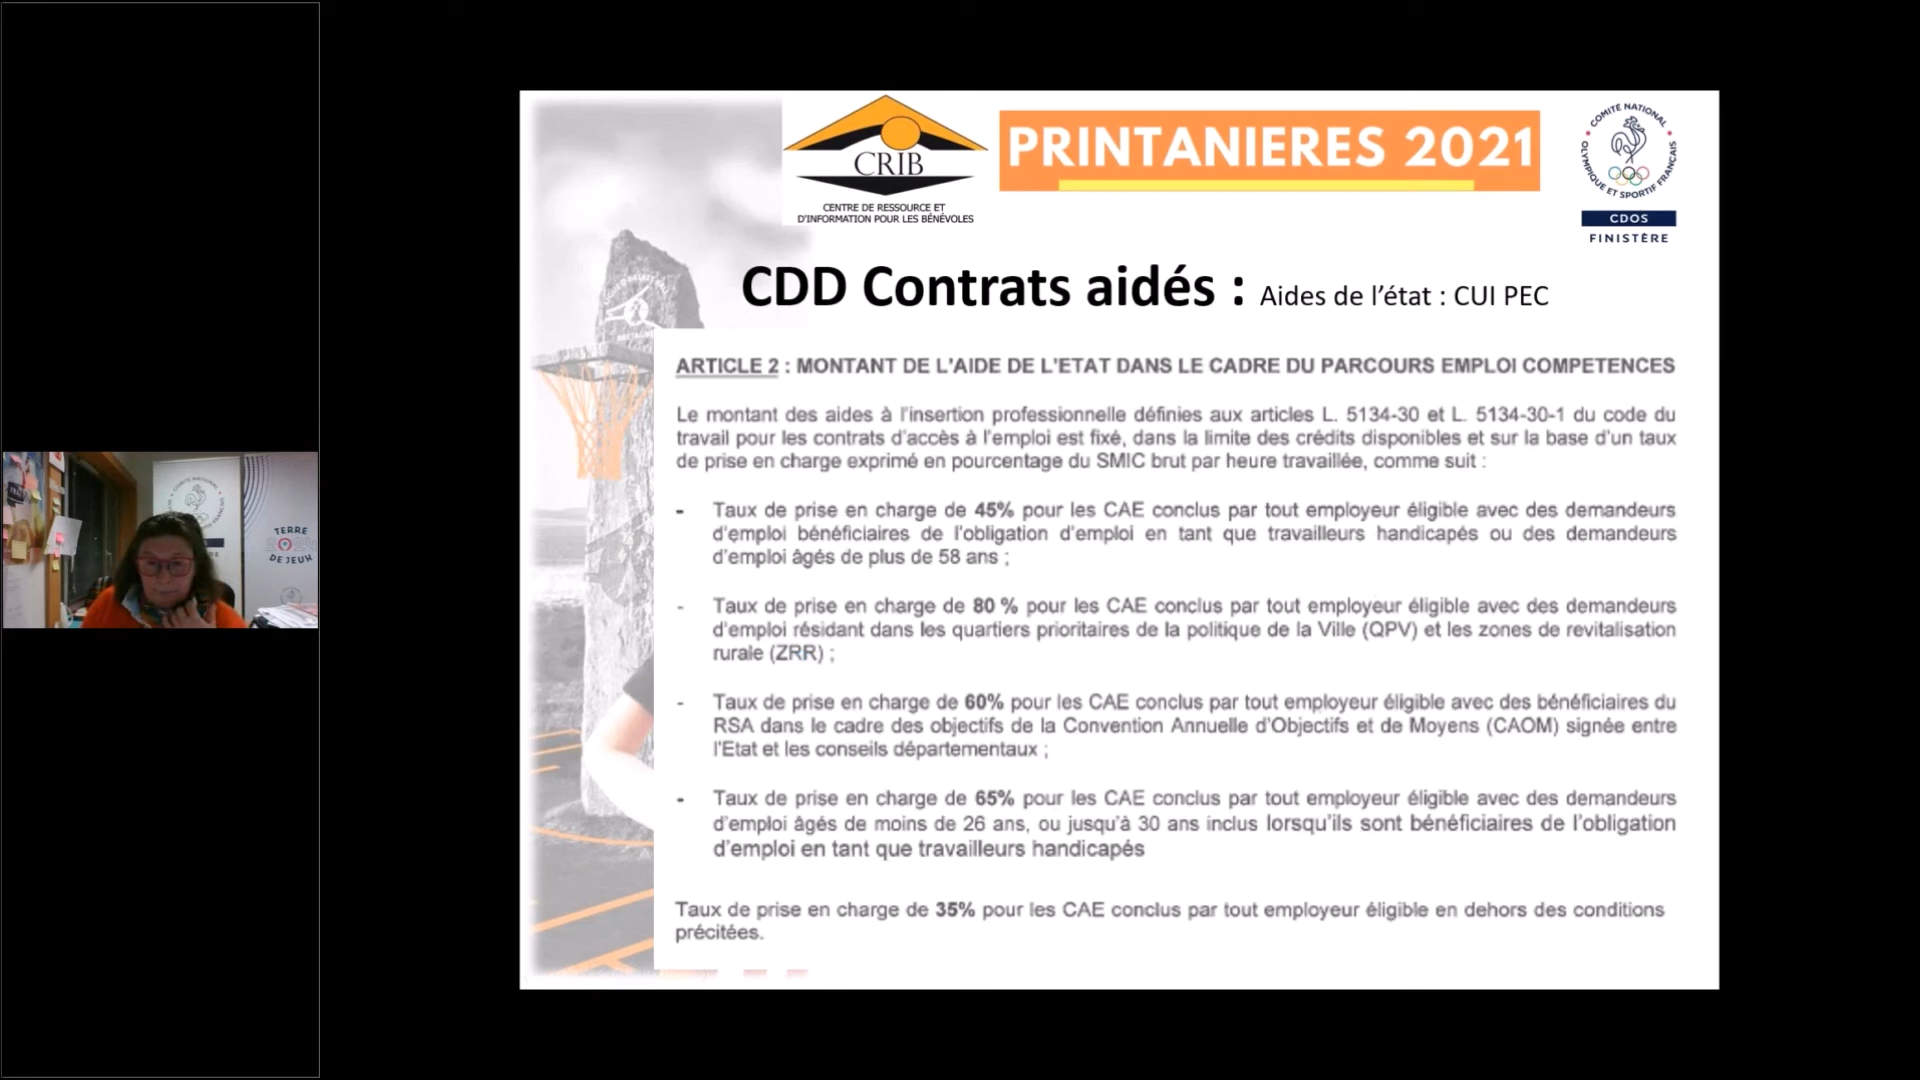 CRIB
CENTRE DE RESSOURCE ET
D'INFORMATION POUR LES BÉNÉVOLES
PRINTANIERES 2021
COMITÉ NATIONAL
OLYMPIQUE ET SPORTIF FRANÇAIS
CDOS
FINISTÈRE
CDD Contrats aidés : Aides de l’état : CUI PEC
ARTICLE 2 : MONTANT DE L'AIDE DE L'ETAT DANS LE CADRE DU PARCOURS EMPLOI COMPETENCES
Le montant des aides à l’insertion professionnelle définies aux articles L. 5134-30 et L. 5134-30-1 du code du
travail pour les contrats d’accès à l’emploi est fixé, dans la limite des crédits disponibles et sur la base d’un taux
de prise en charge exprimé en pourcentage du SMIC brut par heure travaillée, comme suit :
- Taux de prise en charge de 45% pour les CAE conclus par tout employeur éligible avec des demandeurs
d’emploi bénéficiaires de l’obligation d’emploi en tant que travailleurs handicapés ou des demandeurs
d’emploi âgés de plus de 58 ans ;
- Taux de prise en charge de 80 % pour les CAE conclus par tout employeur éligible avec des demandeurs
d’emploi résidant dans les quartiers prioritaires de la politique de la Ville (QPV) et les zones de revitalisation
rurale (ZRR) ;
- Taux de prise en charge de 60% pour les CAE conclus par tout employeur éligible avec des bénéficiaires du
RSA dans le cadre des objectifs de la Convention Annuelle d’Objectifs et de Moyens (CAOM) signée entre
l’Etat et les conseils départementaux ;
- Taux de prise en charge de 65% pour les CAE conclus par tout employeur éligible avec des demandeurs
d’emploi âgés de moins de 26 ans, ou jusqu’à 30 ans inclus lorsqu’ils sont bénéficiaires de l’obligation
d’emploi en tant que travailleurs handicapés
Taux de prise en charge de 35% pour les CAE conclus par tout employeur éligible en dehors des conditions
précitées.
TERRE
2024
DE JEUX